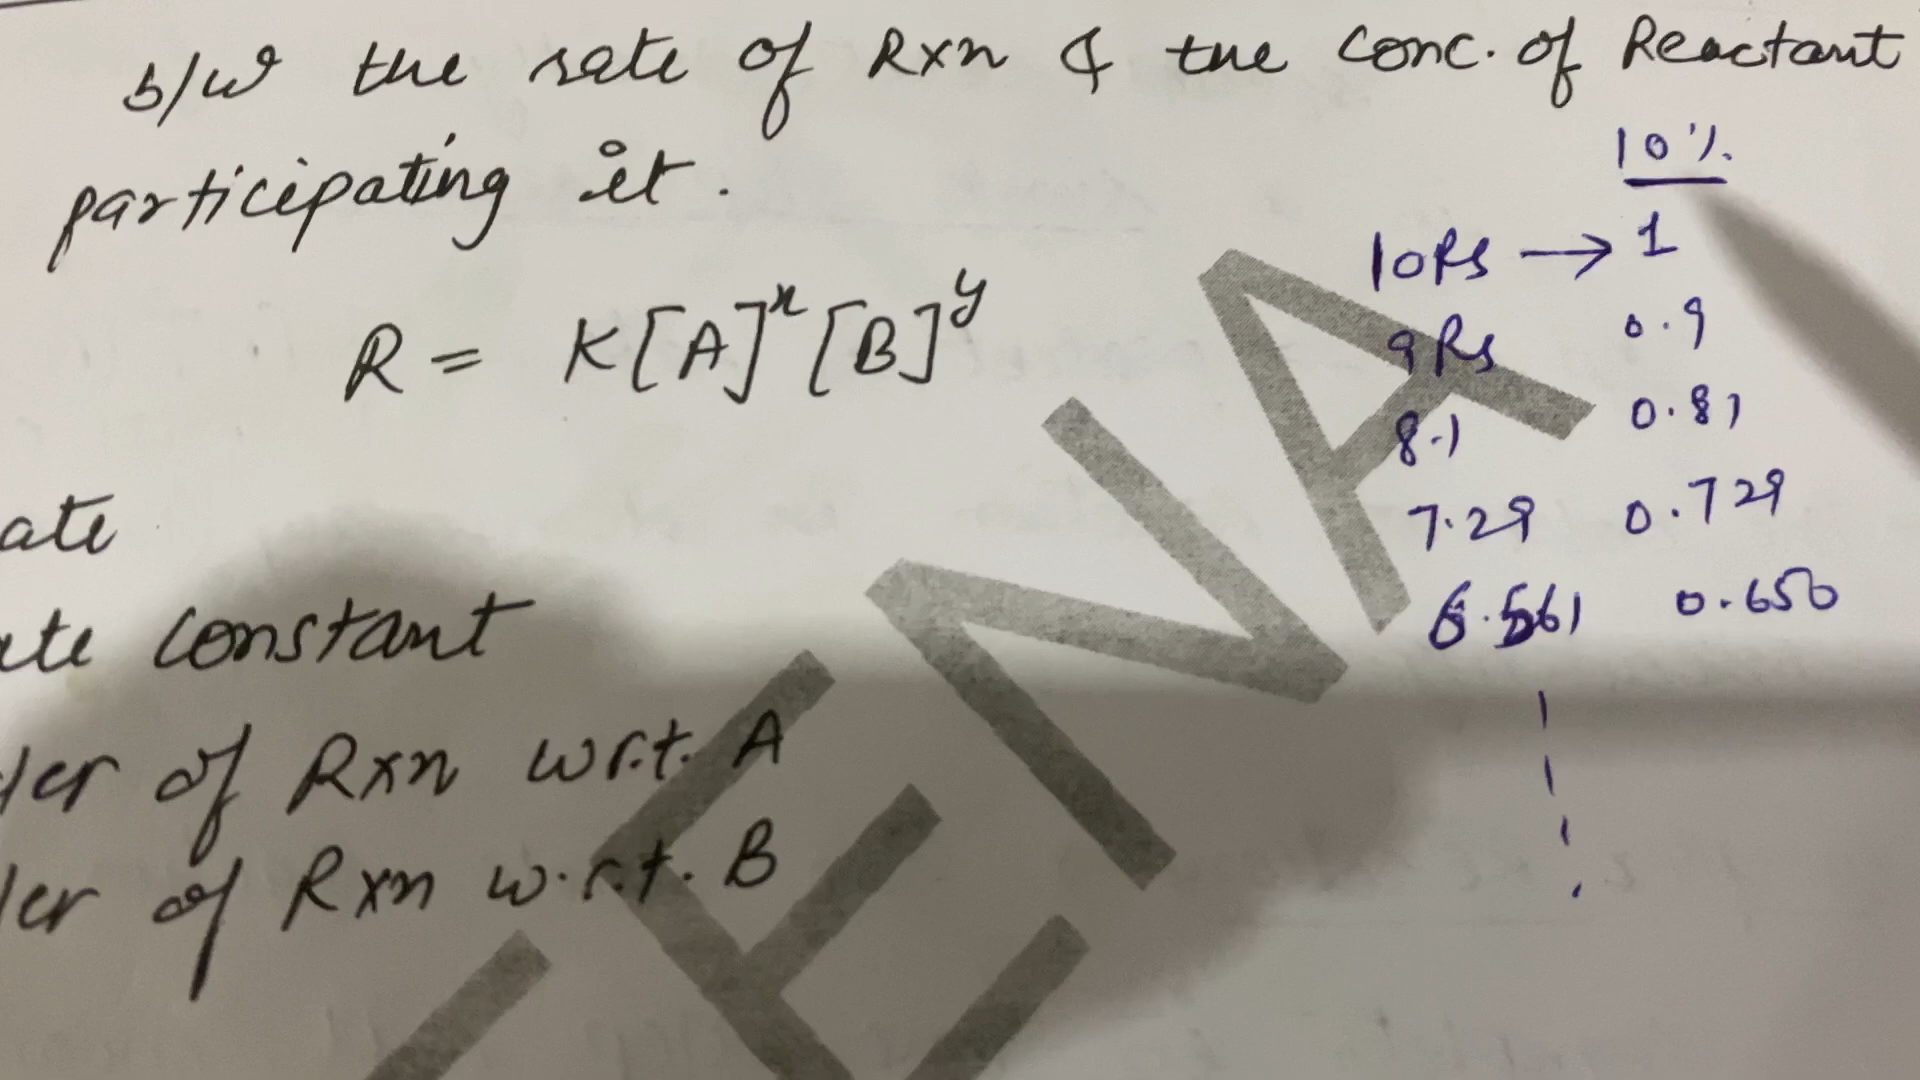 b/w the rate of Rxn & the conc. of Reactant
participating it.
10%
10Rs → 1
R = K[A]^x [B]^y
9Rs 0.9
8.1 0.81
7.29 0.729
ate
6.561 0.656
ate constant
der of Rxn w.r.t. A
der of Rxn w.r.t. B
ENA